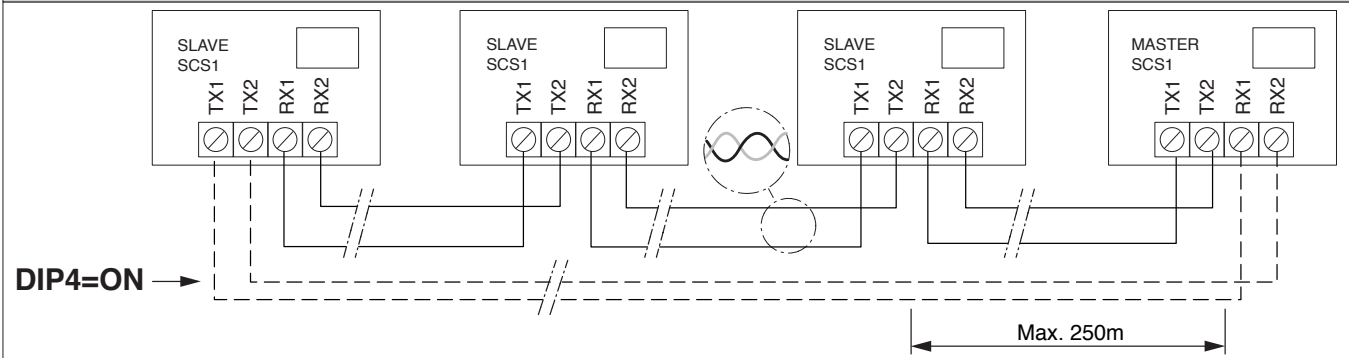 SLAVE
SCS1
TX1
TX2
RX1
RX2
SLAVE
SCS1
TX1
TX2
RX1
RX2
SLAVE
SCS1
TX1
TX2
RX1
RX2
MASTER
SCS1
TX1
TX2
RX1
RX2
DIP4=ON
Max. 250m